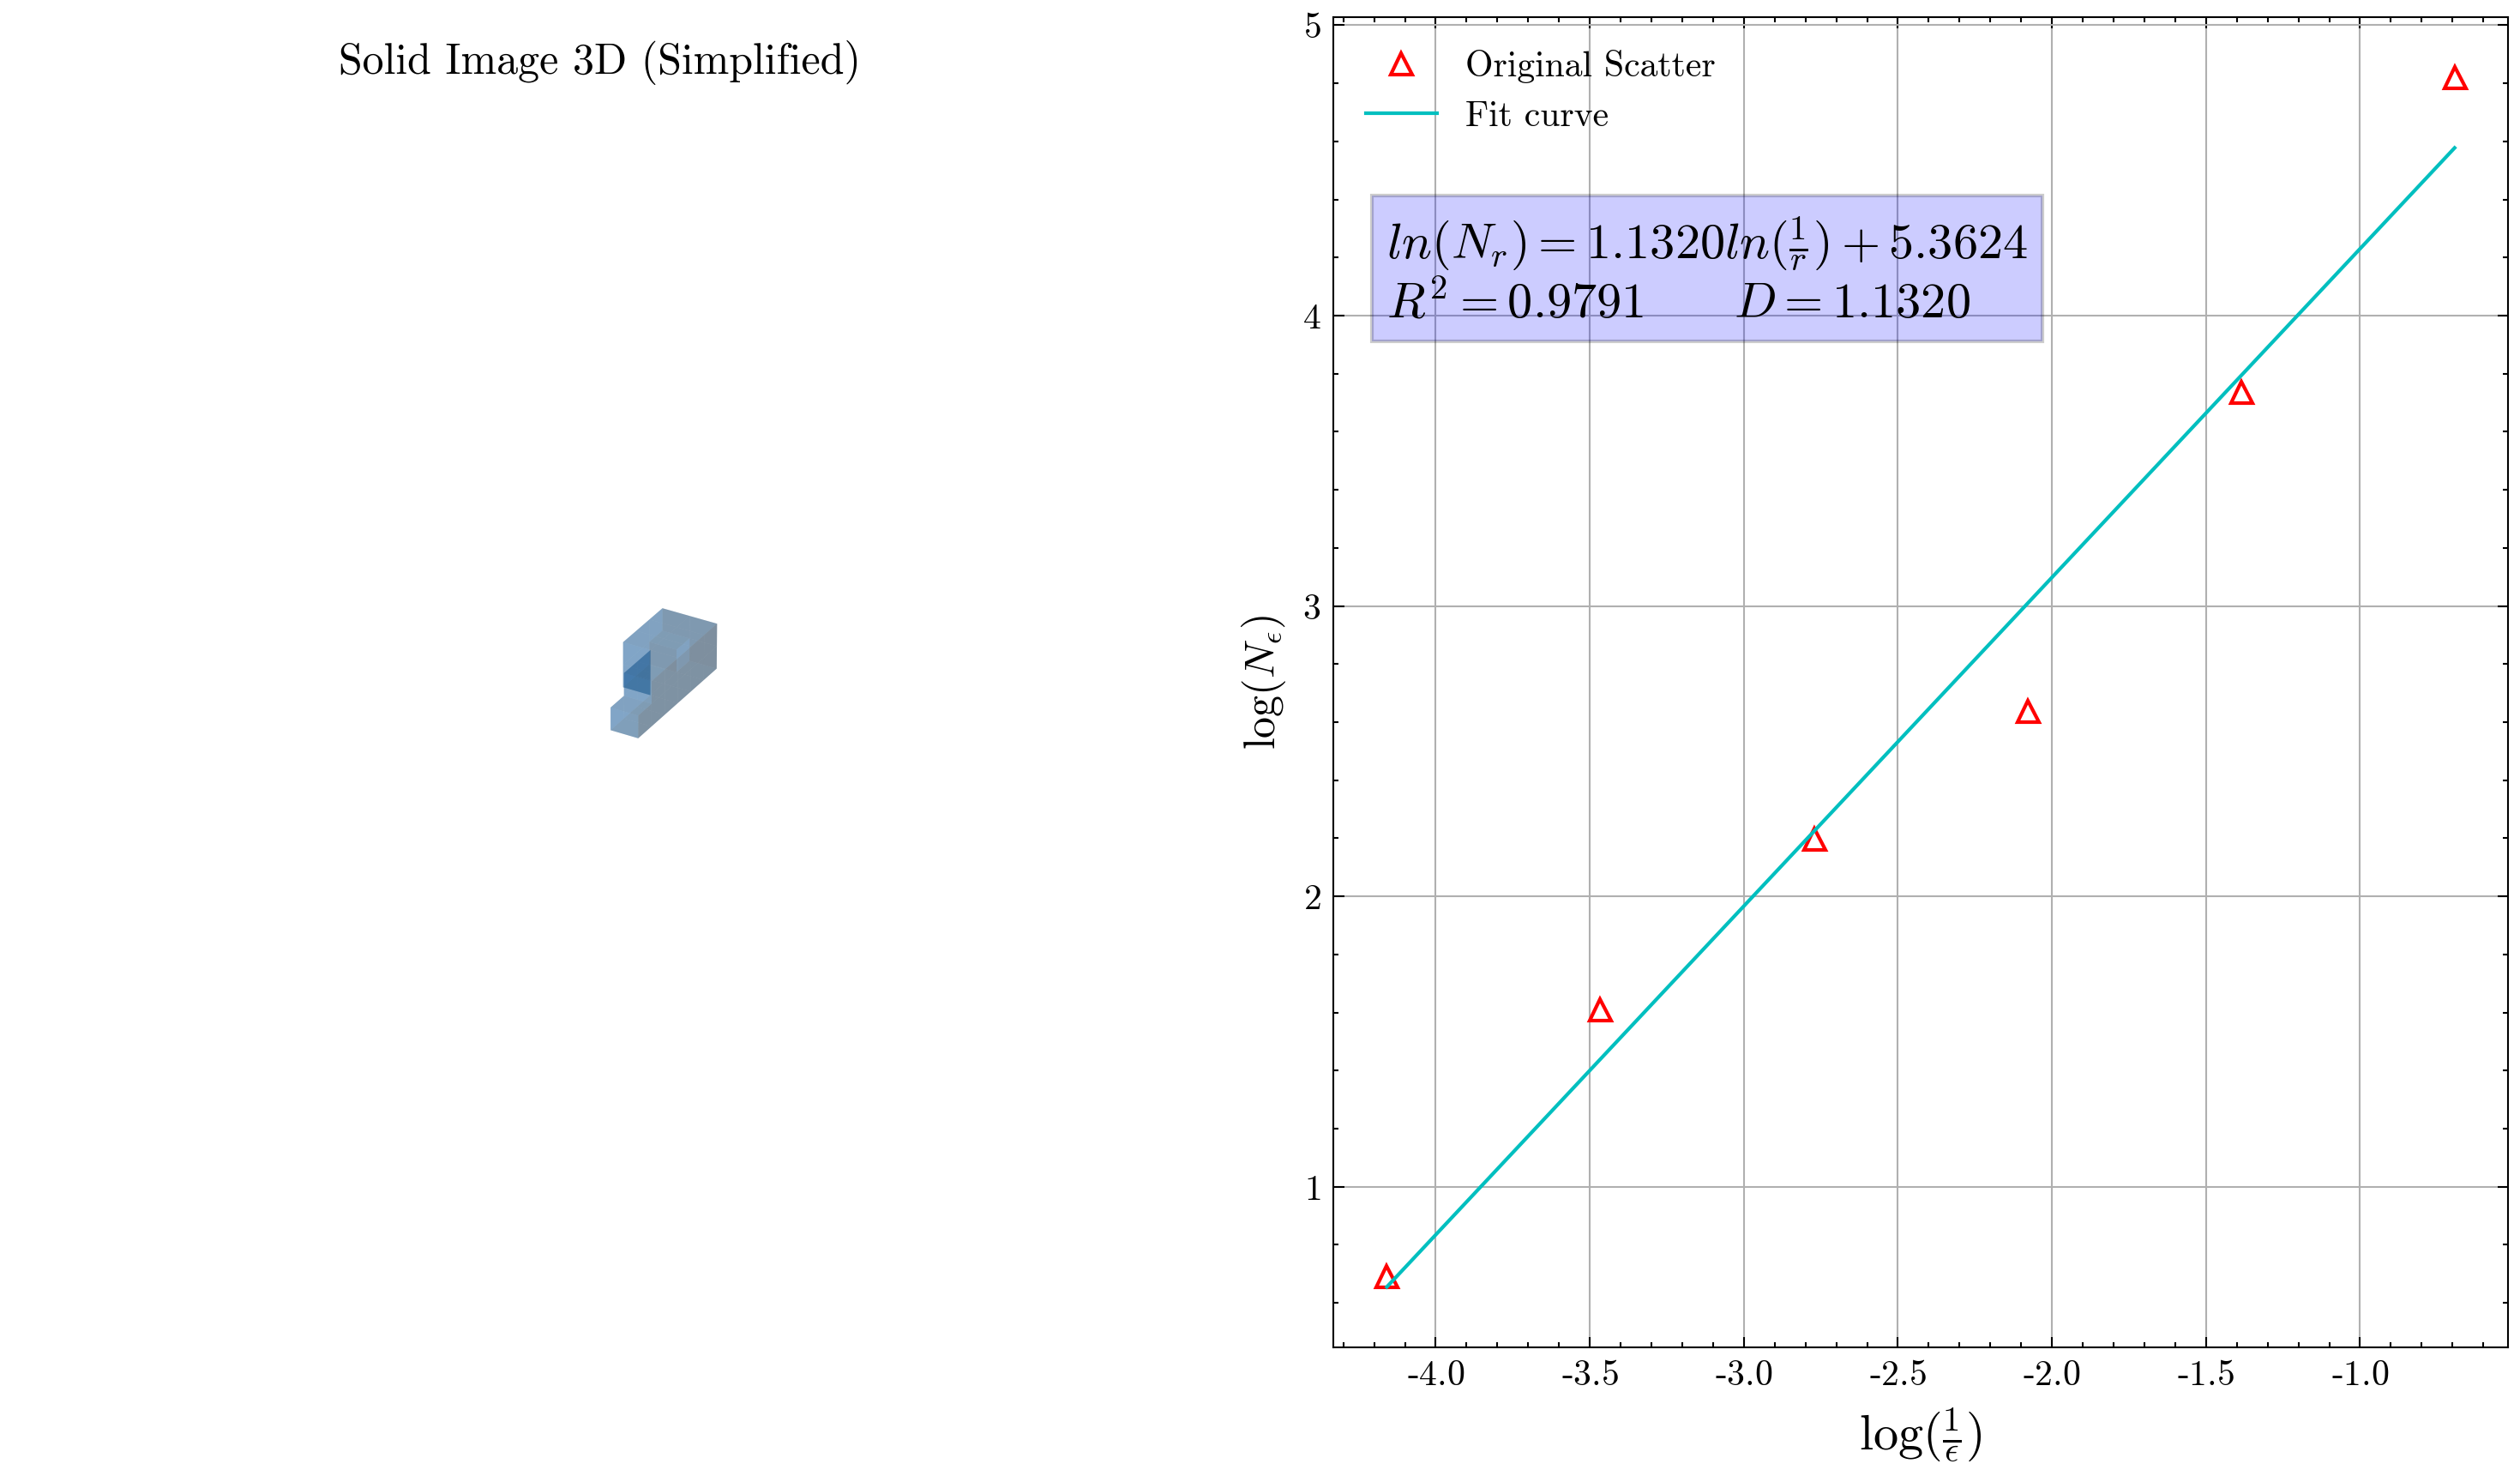 Solid Image 3D (Simplified)
Original Scatter
Fit curve
ln(N_r) = 1.1320ln(1/r) + 5.3624
R^2 = 0.9791 D = 1.1320
log(N_ϵ)
5
4
3
2
1
-4.0 -3.5 -3.0 -2.5 -2.0 -1.5 -1.0
log(1/ϵ)